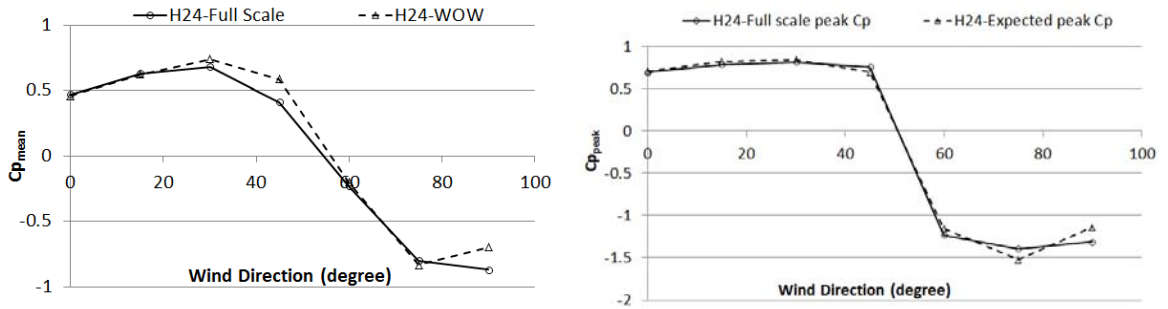 H24-Full Scale H24-WOW
1
0.5
0
-0.5
-1
0 20 40 60 80 100
Cpmean
Wind Direction (degree)
H24-Full scale peak Cp H24-Expected peak Cp
1
0.5
0
-0.5
-1
-1.5
-2
0 20 40 60 80 100
Cppeak
Wind Direction (degree)